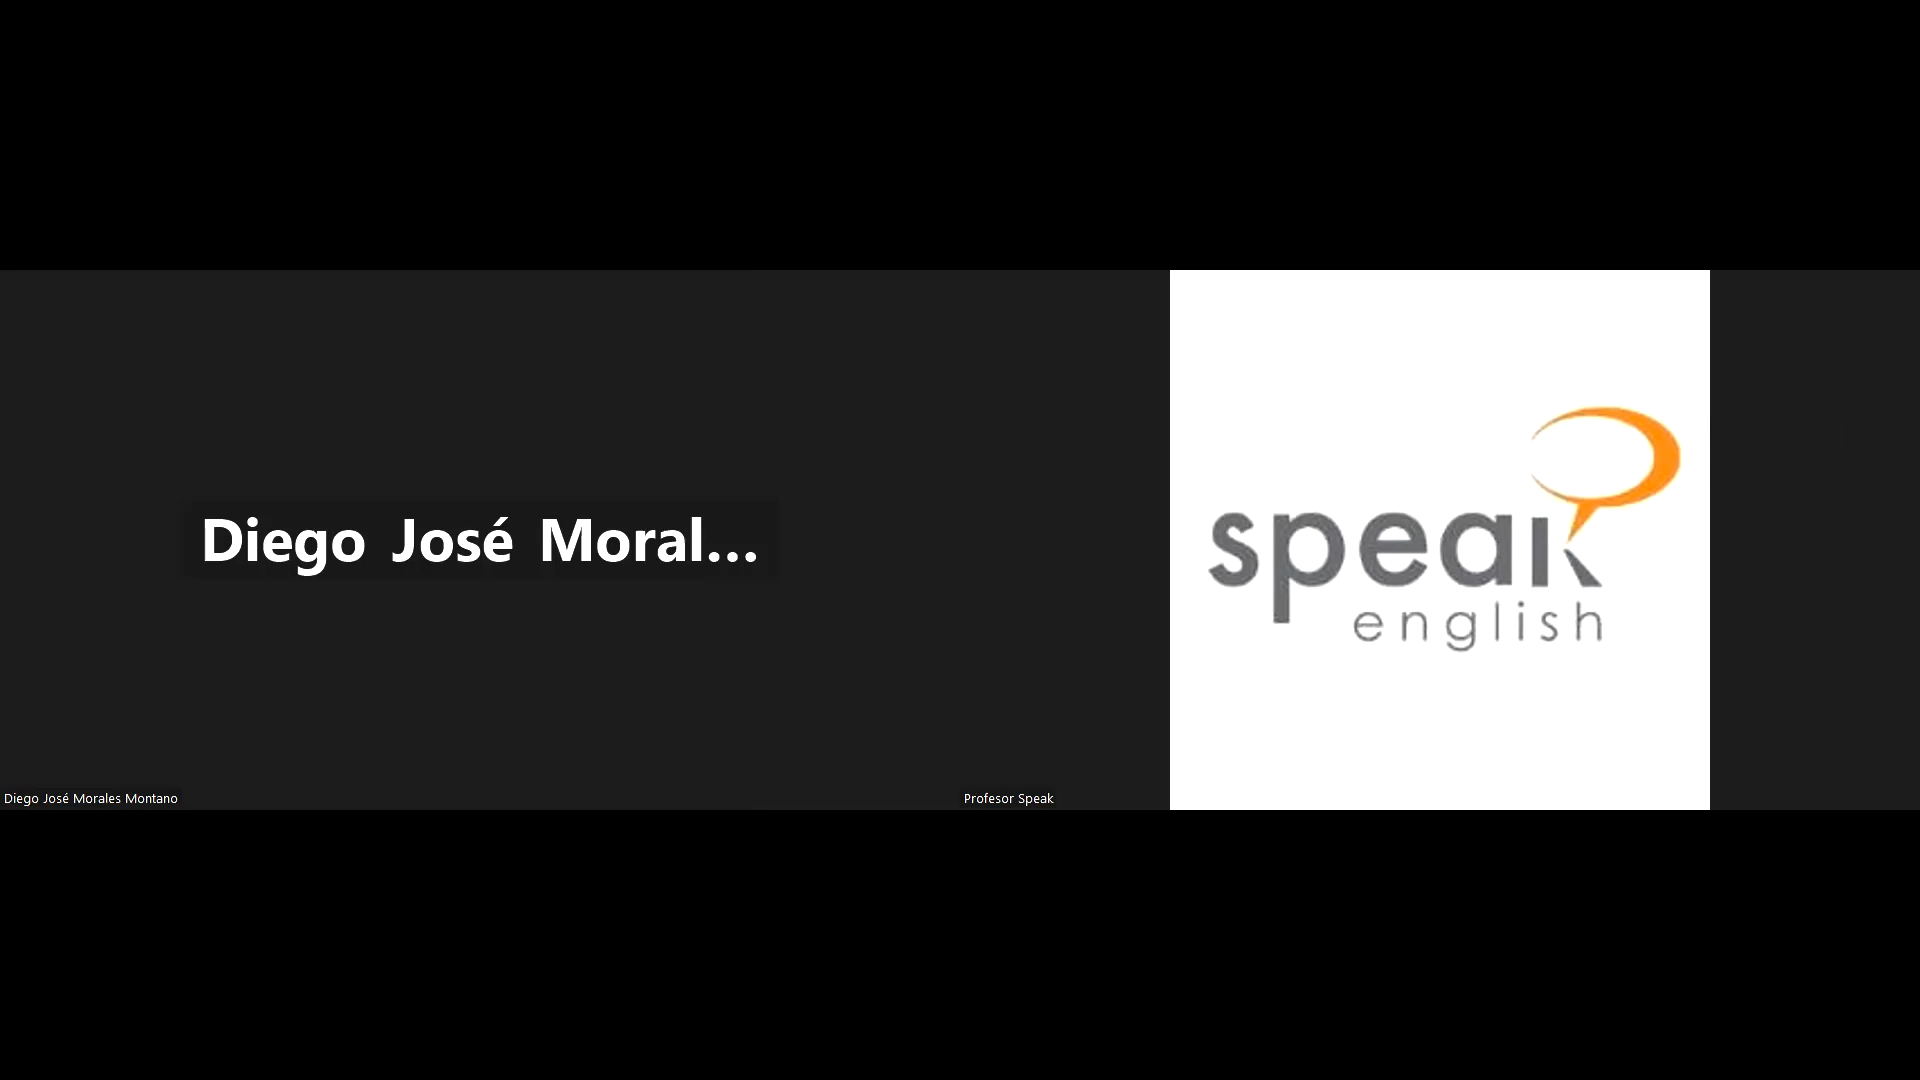 Diego José Moral...
speak
english
Diego José Morales Montano
Profesor Speak